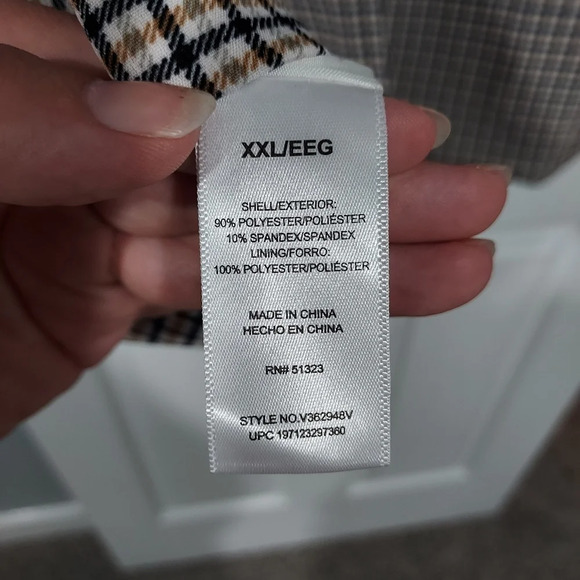 XXL/EEG
SHELL/EXTERIOR:
90% POLYESTER/POLIÉSTER
10% SPANDEX/SPANDEX
LINING/FORRO:
100% POLYESTER/POLIÉSTER
MADE IN CHINA
HECHO EN CHINA
RN# 51323
STYLE NO.V362948V
UPC 197123297360